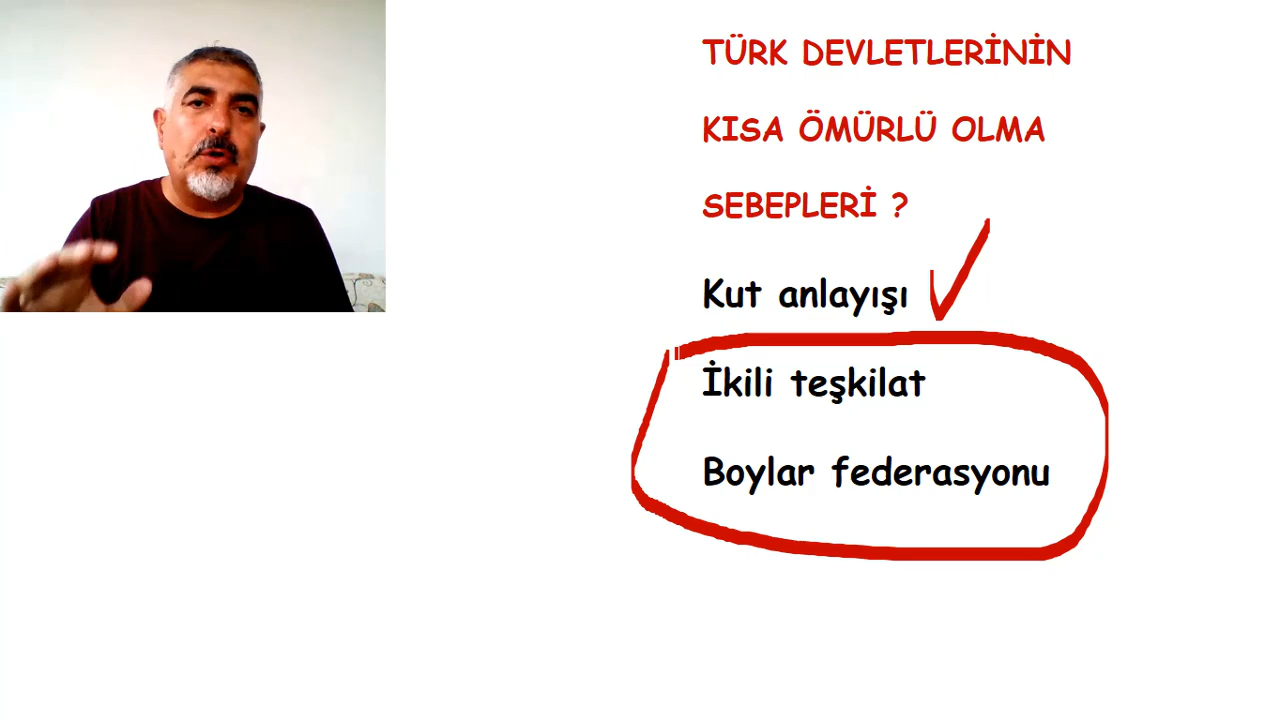 TÜRK DEVLETLERİNİN
KISA ÖMÜRLÜ OLMA
SEBEPLERİ ?
Kut anlayışı
İkili teşkilat
Boylar federasyonu